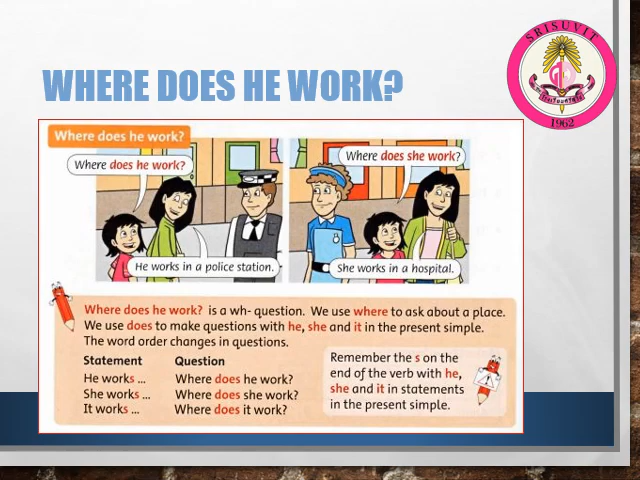 SRISUVIT
1962
WHERE DOES HE WORK?
Where does he work?
Where does he work?
Where does she work?
He works in a police station.
She works in a hospital.
Where does he work? is a wh- question. We use where to ask about a place.
We use does to make questions with he, she and it in the present simple.
The word order changes in questions.
Statement Question
He works ... Where does he work?
She works ... Where does she work?
It works ... Where does it work?
Remember the s on the
end of the verb with he,
she and it in statements
in the present simple.